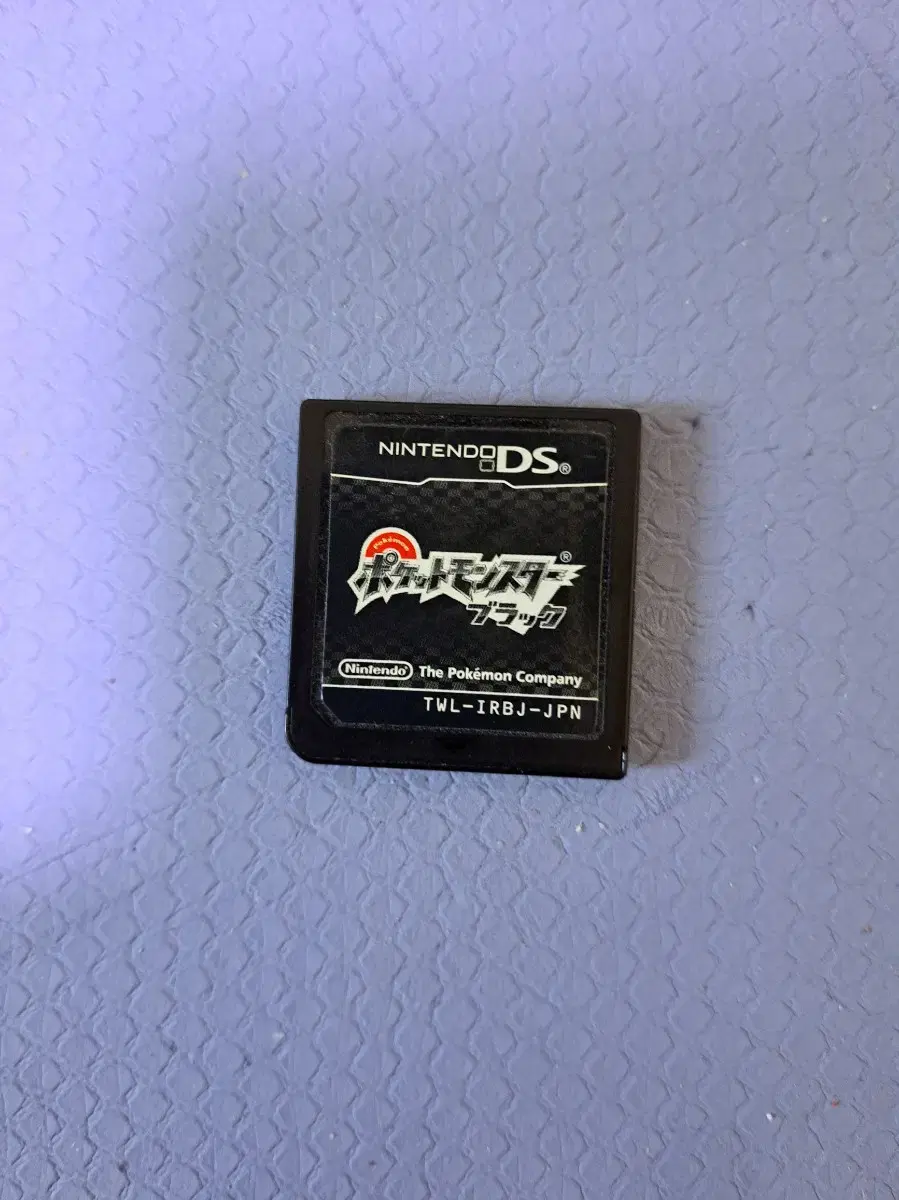 NINTENDO DS®
Pokémon
ポケットモンスター®
ブラック
Nintendo® The Pokémon Company
TWL-IRBJ-JPN